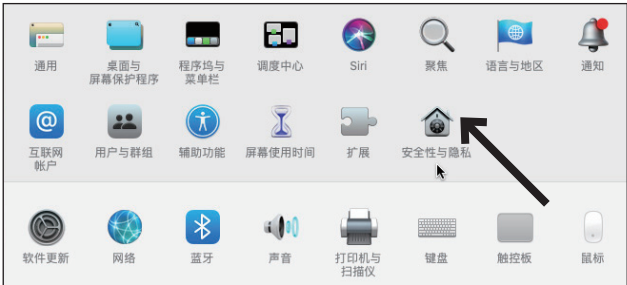 通用
桌面与
屏幕保护程序
程序坞与
菜单栏
调度中心
Siri
聚焦
语言与地区
通知
互联网
帐户
用户与群组
辅助功能
屏幕使用时间
扩展
安全性与隐私
软件更新
网络
蓝牙
声音
打印机与
扫描仪
键盘
触控板
鼠标